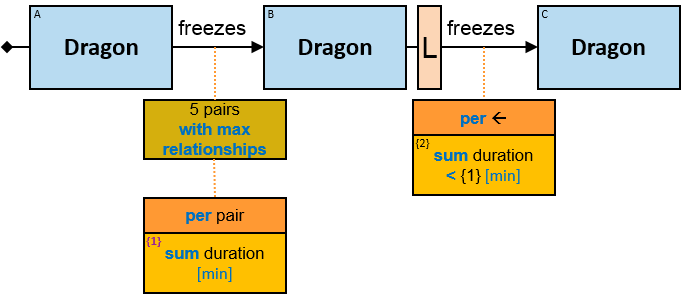 A
Dragon
freezes
B
Dragon
L
freezes
C
Dragon
5 pairs
with max
relationships
per pair
{1}
sum duration
[min]
per ←
{2}
sum duration
< {1} [min]